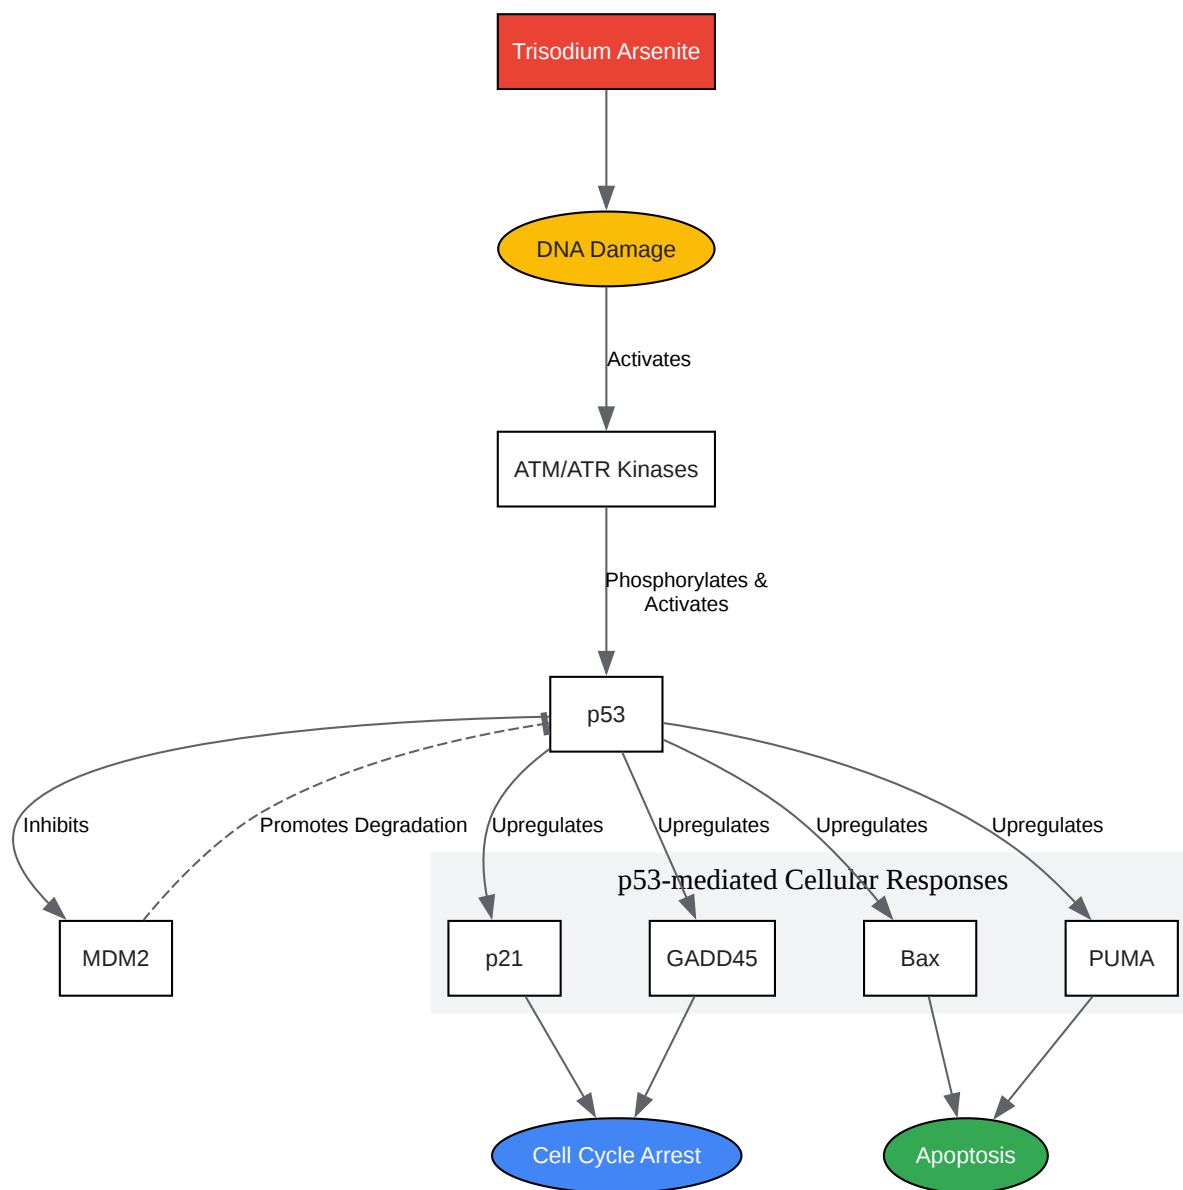 Trisodium Arsenite
DNA Damage
Activates
ATM/ATR Kinases
Phosphorylates &
Activates
p53
Inhibits
Promotes Degradation
Upregulates
Upregulates
Upregulates
Upregulates
p53-mediated Cellular Responses
MDM2
p21
GADD45
Bax
PUMA
Cell Cycle Arrest
Apoptosis